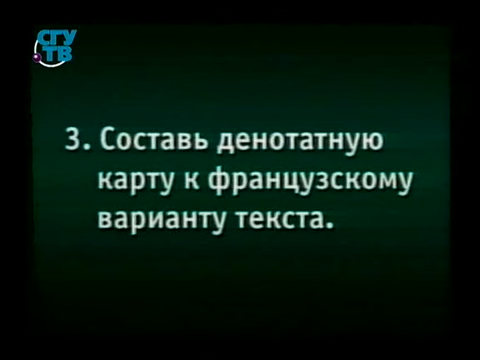 СГУ
ТВ
3. Составь денотатную
карту к французскому
варианту текста.